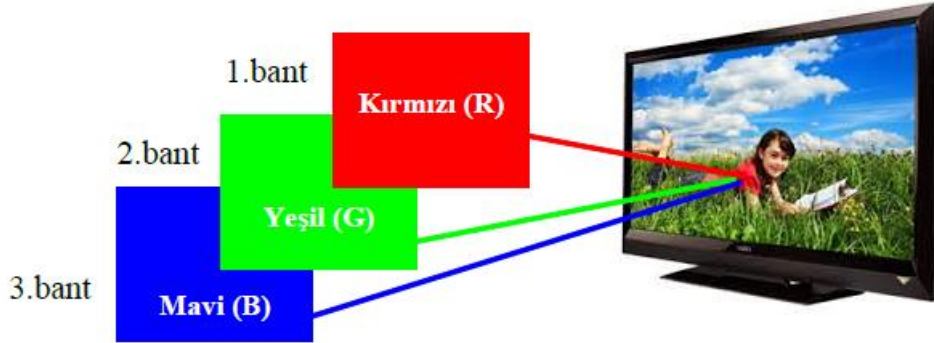 1.bant
Kırmızı (R)
2.bant
Yeşil (G)
3.bant
Mavi (B)